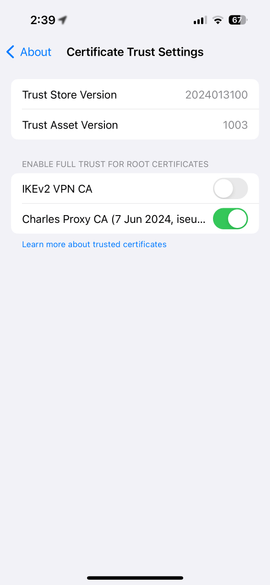 2:39
67
About
Certificate Trust Settings
Trust Store Version
2024013100
Trust Asset Version
1003
ENABLE FULL TRUST FOR ROOT CERTIFICATES
IKEv2 VPN CA
Charles Proxy CA (7 Jun 2024, iseu...
Learn more about trusted certificates